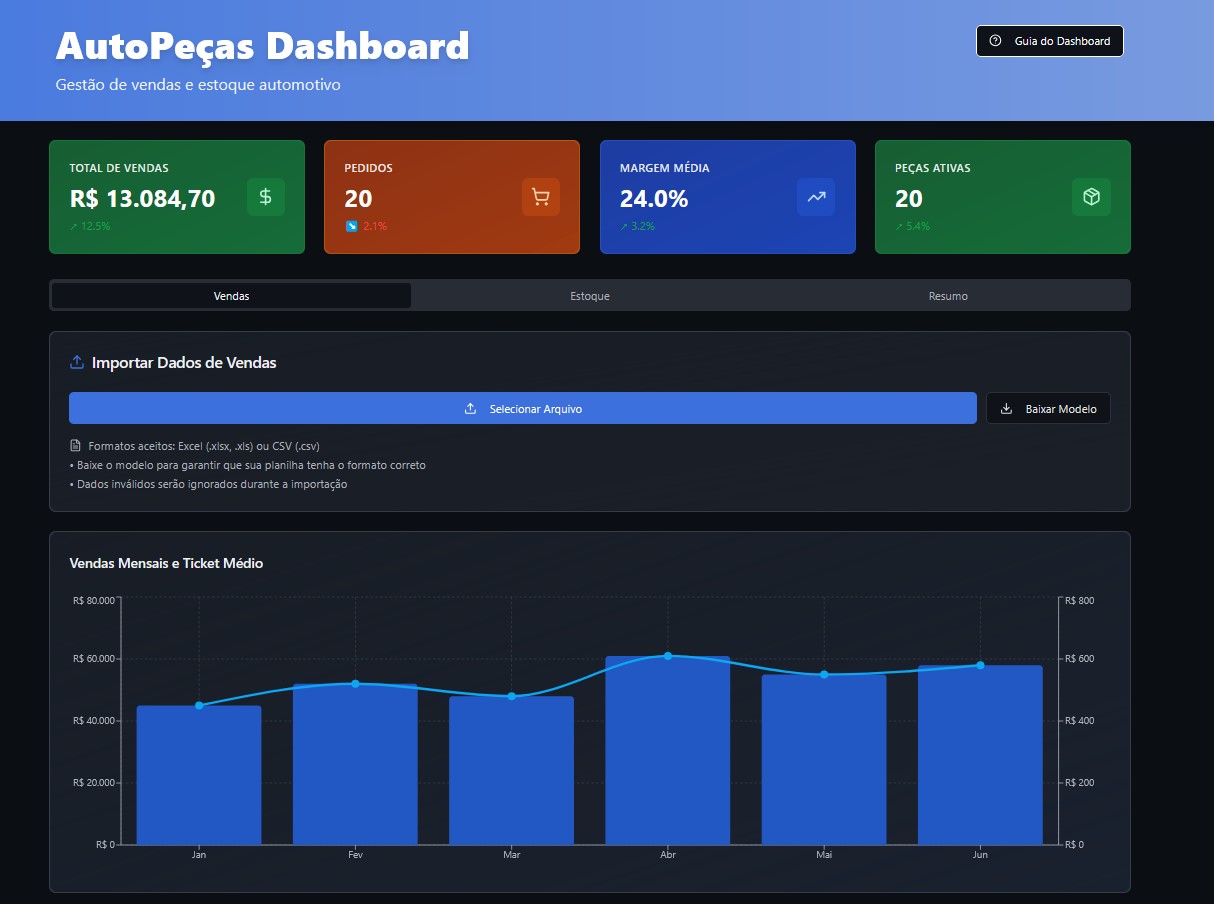 AutoPeças Dashboard
Gestão de vendas e estoque automotivo
Guia do Dashboard
TOTAL DE VENDAS
R$ 13.084,70
↗ 12.5%
PEDIDOS
20
↘ 2.1%
MARGEM MÉDIA
24.0%
↗ 3.2%
PEÇAS ATIVAS
20
↗ 5.4%
Vendas
Estoque
Resumo
Importar Dados de Vendas
Selecionar Arquivo
Baixar Modelo
Formatos aceitos: Excel (.xlsx, .xls) ou CSV (.csv)
• Baixe o modelo para garantir que sua planilha tenha o formato correto
• Dados inválidos serão ignorados durante a importação
Vendas Mensais e Ticket Médio
R$ 80.000
R$ 60.000
R$ 40.000
R$ 20.000
R$ 0
R$ 800
R$ 600
R$ 400
R$ 200
R$ 0
Jan
Fev
Mar
Abr
Mai
Jun